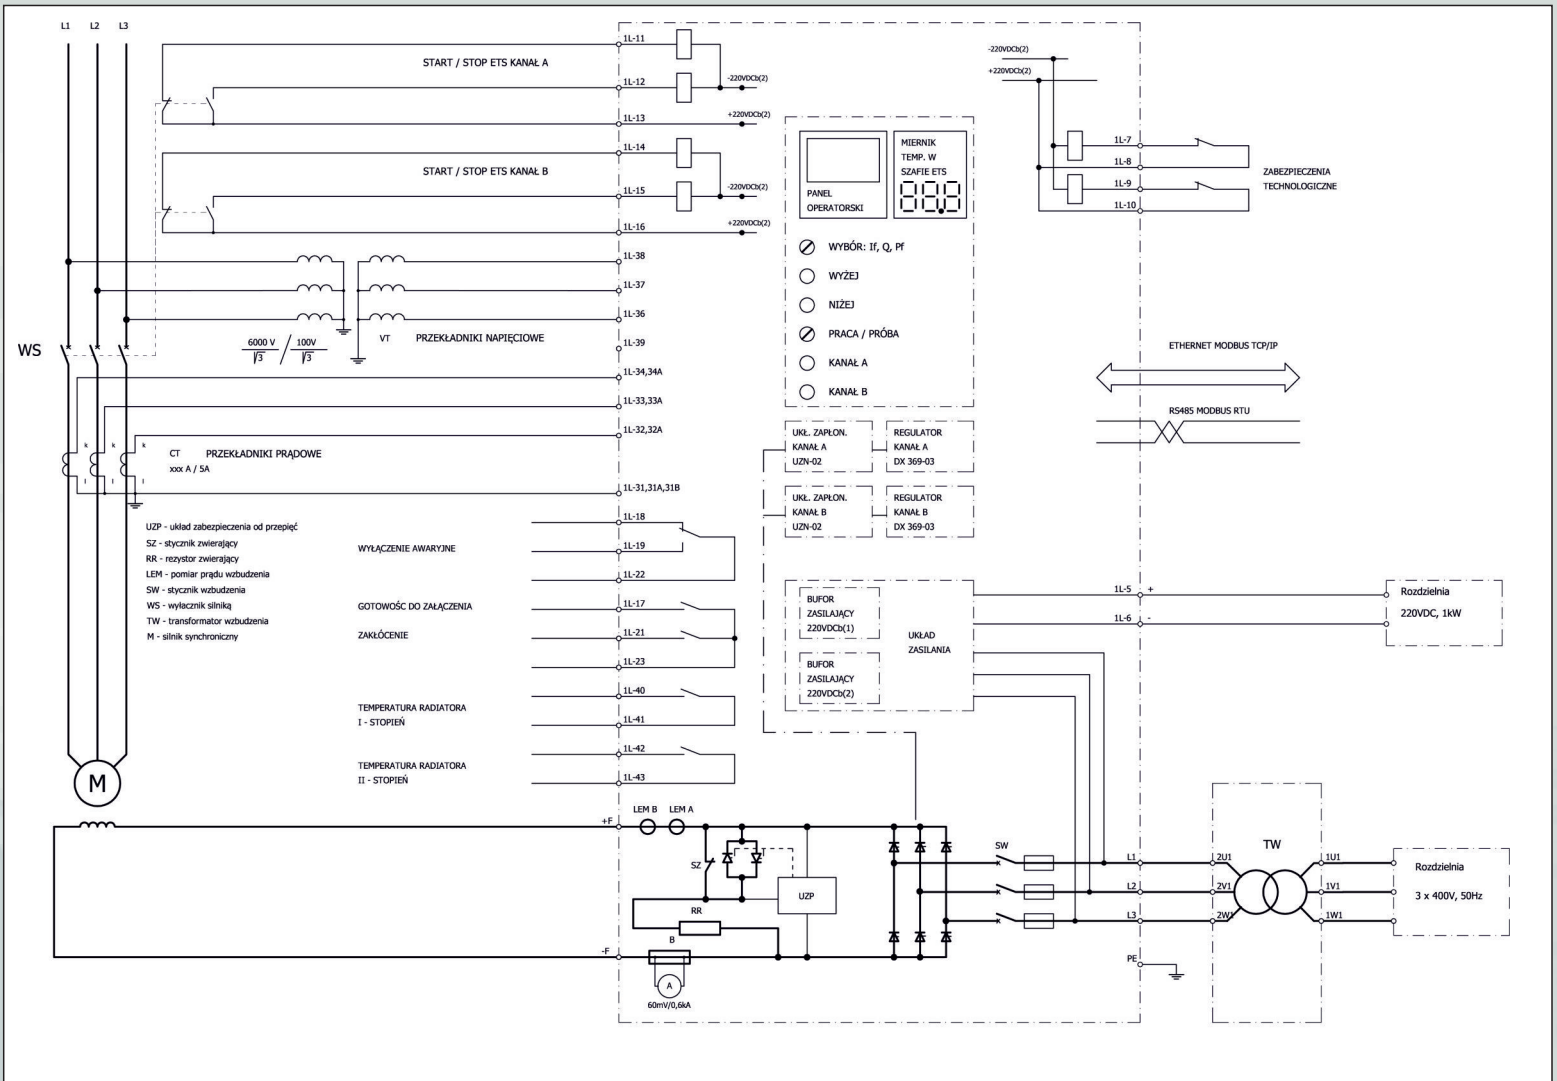 L1 L2 L3
START / STOP ETS KANAŁ A
1L-11
1L-12
-220VDCb(2)
1L-13
+220VDCb(2)
START / STOP ETS KANAŁ B
1L-14
1L-15
-220VDCb(2)
1L-16
+220VDCb(2)
1L-38
1L-37
1L-36
1L-39
WS
6000 V
√3
/
100V
√3
VT
PRZEKŁADNIKI NAPIĘCIOWE
1L-34,34A
1L-33,33A
1L-32,32A
k k k
CT PRZEKŁADNIKI PRĄDOWE
xxx A / 5A
l l l
1L-31,31A,31B
UZP - układ zabezpieczenia od przepięć
SZ - stycznik zwierający
RR - rezystor zwierający
LEM - pomiar prądu wzbudzenia
SW - stycznik wzbudzenia
WS - wyłacznik silniką
TW - transformator wzbudzenia
M - silnik synchroniczny
WYŁĄCZENIE AWARYJNE
1L-18
1L-19
1L-22
GOTOWOŚC DO ZAŁĄCZENIA
1L-17
ZAKŁÓCENIE
1L-21
1L-23
TEMPERATURA RADIATORA
I - STOPIEŃ
1L-40
1L-41
TEMPERATURA RADIATORA
II - STOPIEŃ
1L-42
1L-43
M
PANEL
OPERATORSKI
MIERNIK
TEMP. W
SZAFIE ETS
88.8
WYBÓR: If, Q, Pf
WYŻEJ
NIŻEJ
PRACA / PRÓBA
KANAŁ A
KANAŁ B
UKŁ. ZAPŁON.
KANAŁ A
UZN-02
REGULATOR
KANAŁ A
DX 369-03
UKŁ. ZAPŁON.
KANAŁ B
UZN-02
REGULATOR
KANAŁ B
DX 369-03
BUFOR
ZASILAJĄCY
220VDCb(1)
BUFOR
ZASILAJĄCY
220VDCb(2)
UKŁAD
ZASILANIA
-220VDCb(2)
+220VDCb(2)
1L-7
1L-8
1L-9
1L-10
ZABEZPIECZENIA
TECHNOLOGICZNE
ETHERNET MODBUS TCP/IP
RS485 MODBUS RTU
1L-5 +
1L-6 -
Rozdzielnia
220VDC, 1kW
+F
LEM B LEM A
SZ
UZP
RR
B
-F
A
60mV/0,6kA
SW
L1
L2
L3
PE
2U1
2V1
2W1
TW
1U1
1V1
1W1
Rozdzielnia
3 x 400V, 50Hz